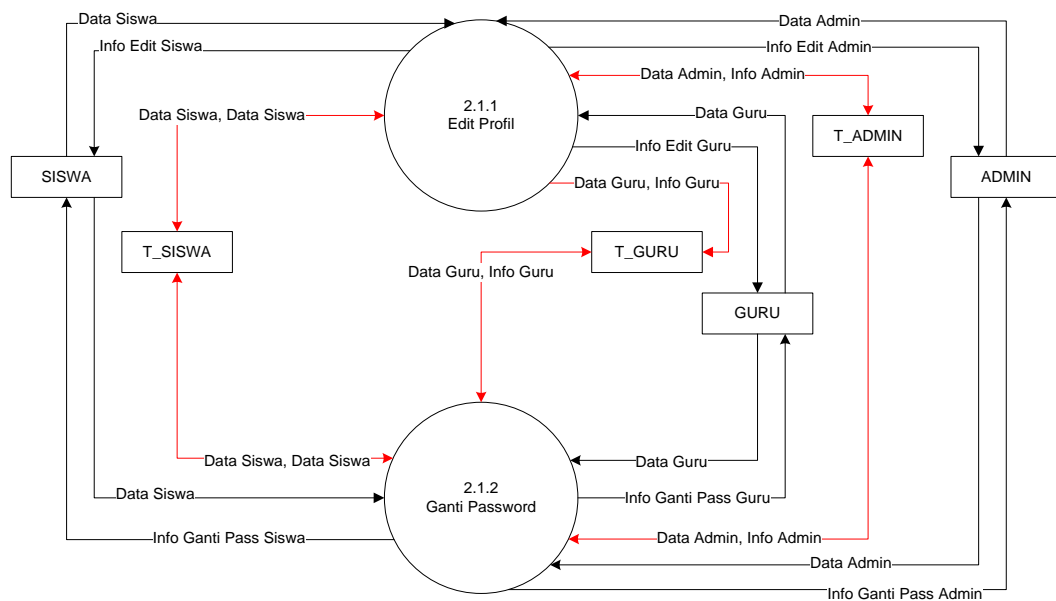 Data Siswa
Data Admin
Info Edit Siswa
Info Edit Admin
Data Admin, Info Admin
2.1.1
Edit Profil
Data Siswa, Data Siswa
Data Guru
T_ADMIN
Info Edit Guru
SISWA
ADMIN
Data Guru, Info Guru
T_SISWA
T_GURU
Data Guru, Info Guru
GURU
Data Siswa, Data Siswa
Data Guru
2.1.2
Ganti Password
Data Siswa
Info Ganti Pass Guru
Info Ganti Pass Siswa
Data Admin, Info Admin
Data Admin
Info Ganti Pass Admin